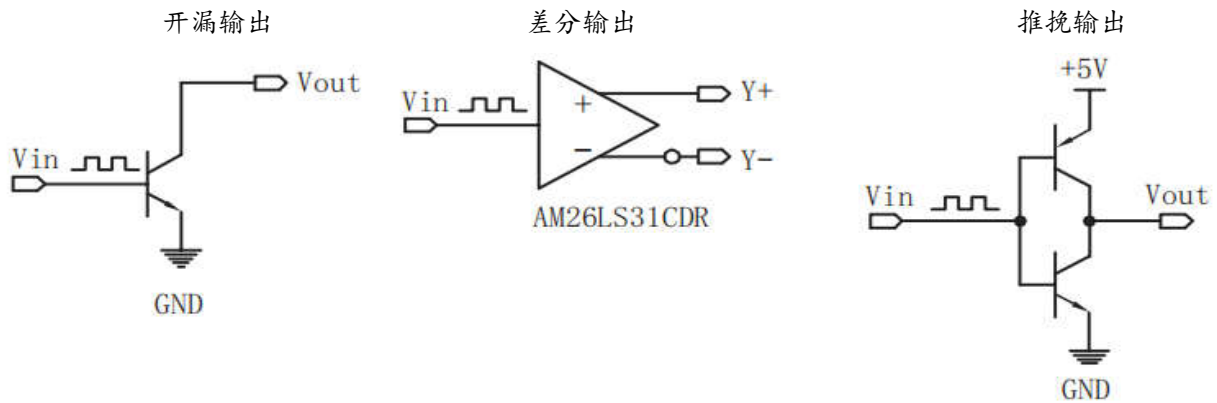 开漏输出
Vin
Vout
GND
差分输出
Vin
+
−
Y+
Y−
AM26LS31CDR
推挽输出
+5V
Vin
Vout
GND